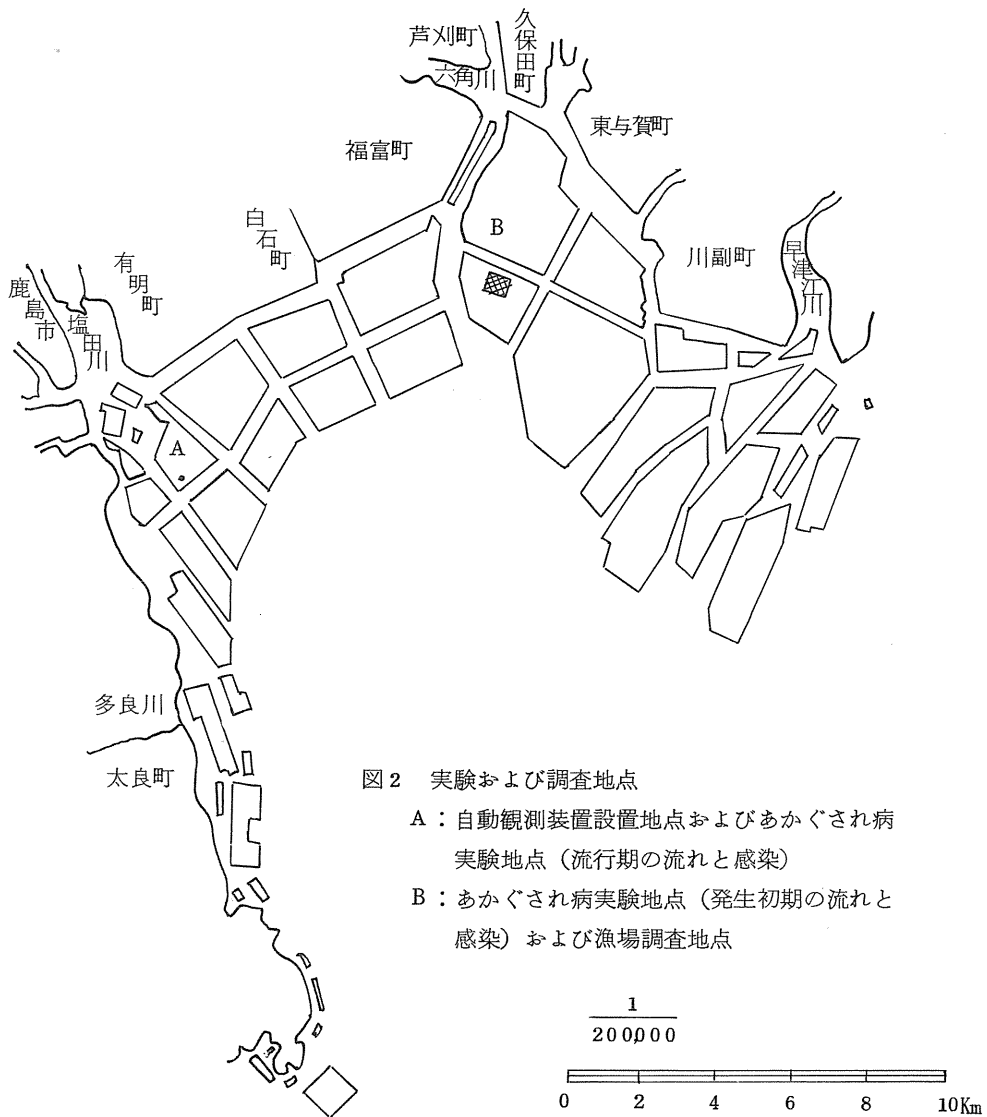 芦刈町
久保田町
六角川
東与賀町
福富町
白石町
B
川副町
早津江川
有明町
鹿島市
塩田川
A
多良川
太良町
図2 実験および調査地点
A:自動観測装置設置地点およびあかぐされ病
実験地点(流行期の流れと感染)
B:あかぐされ病実験地点(発生初期の流れと
感染)および漁場調査地点
1
200,000
0 2 4 6 8 10Km